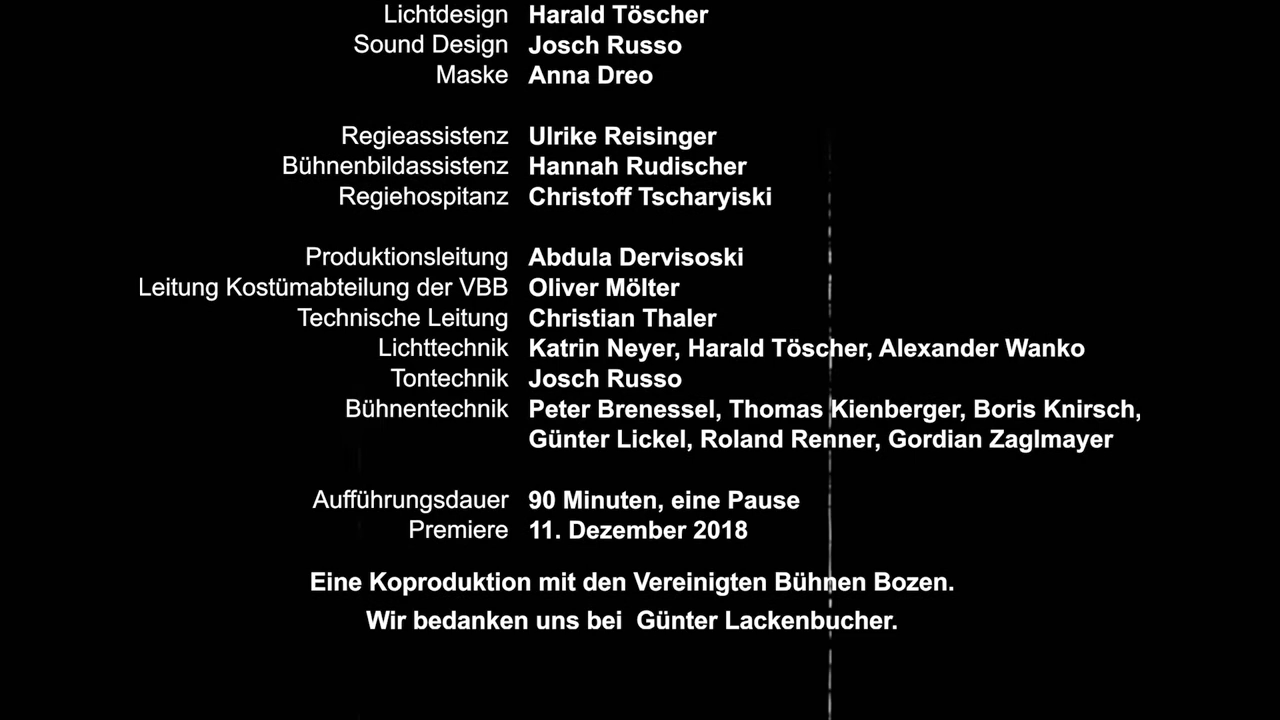 Lichtdesign Harald Töscher
Sound Design Josch Russo
Maske Anna Dreo
Regieassistenz Ulrike Reisinger
Bühnenbildassistenz Hannah Rudischer
Regiehospitanz Christoff Tscharyiski
Produktionsleitung Abdula Dervisoski
Leitung Kostümabteilung der VBB Oliver Mölter
Technische Leitung Christian Thaler
Lichttechnik Katrin Neyer, Harald Töscher, Alexander Wanko
Tontechnik Josch Russo
Bühnentechnik Peter Brenessel, Thomas Kienberger, Boris Knirsch,
Günter Lickel, Roland Renner, Gordian Zaglmayer
Aufführungsdauer 90 Minuten, eine Pause
Premiere 11. Dezember 2018
Eine Koproduktion mit den Vereinigten Bühnen Bozen.
Wir bedanken uns bei Günter Lackenbucher.